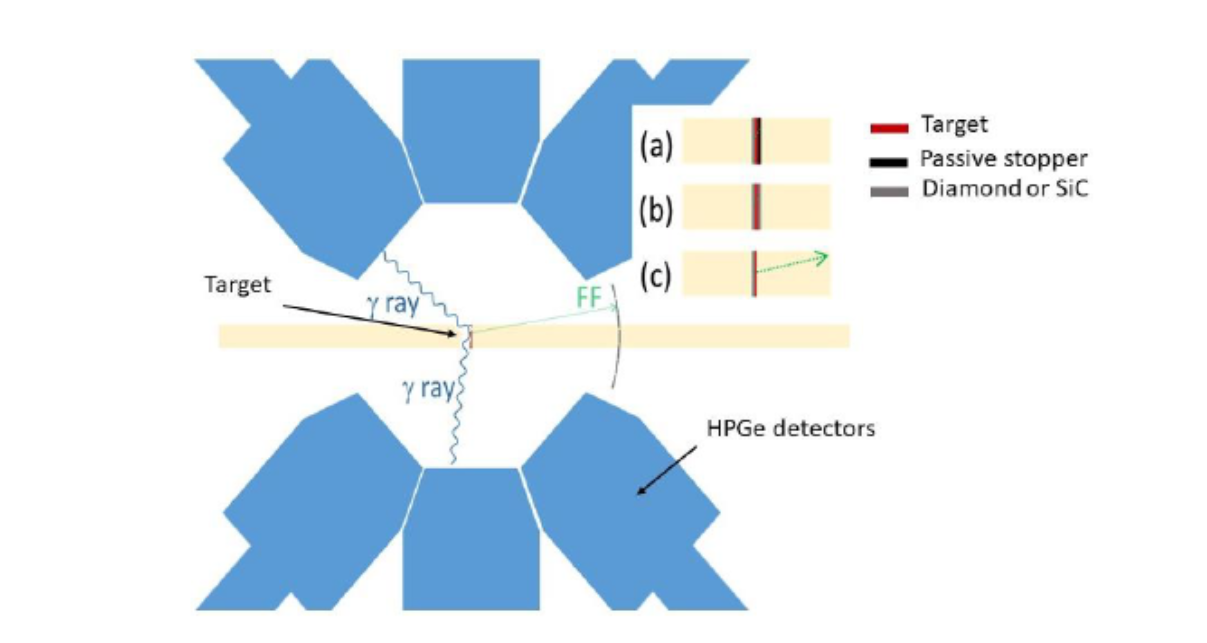 (a)
Target
(b)
Passive stopper
(c)
Diamond or SiC
Target
γ ray
FF
γ ray
HPGe detectors